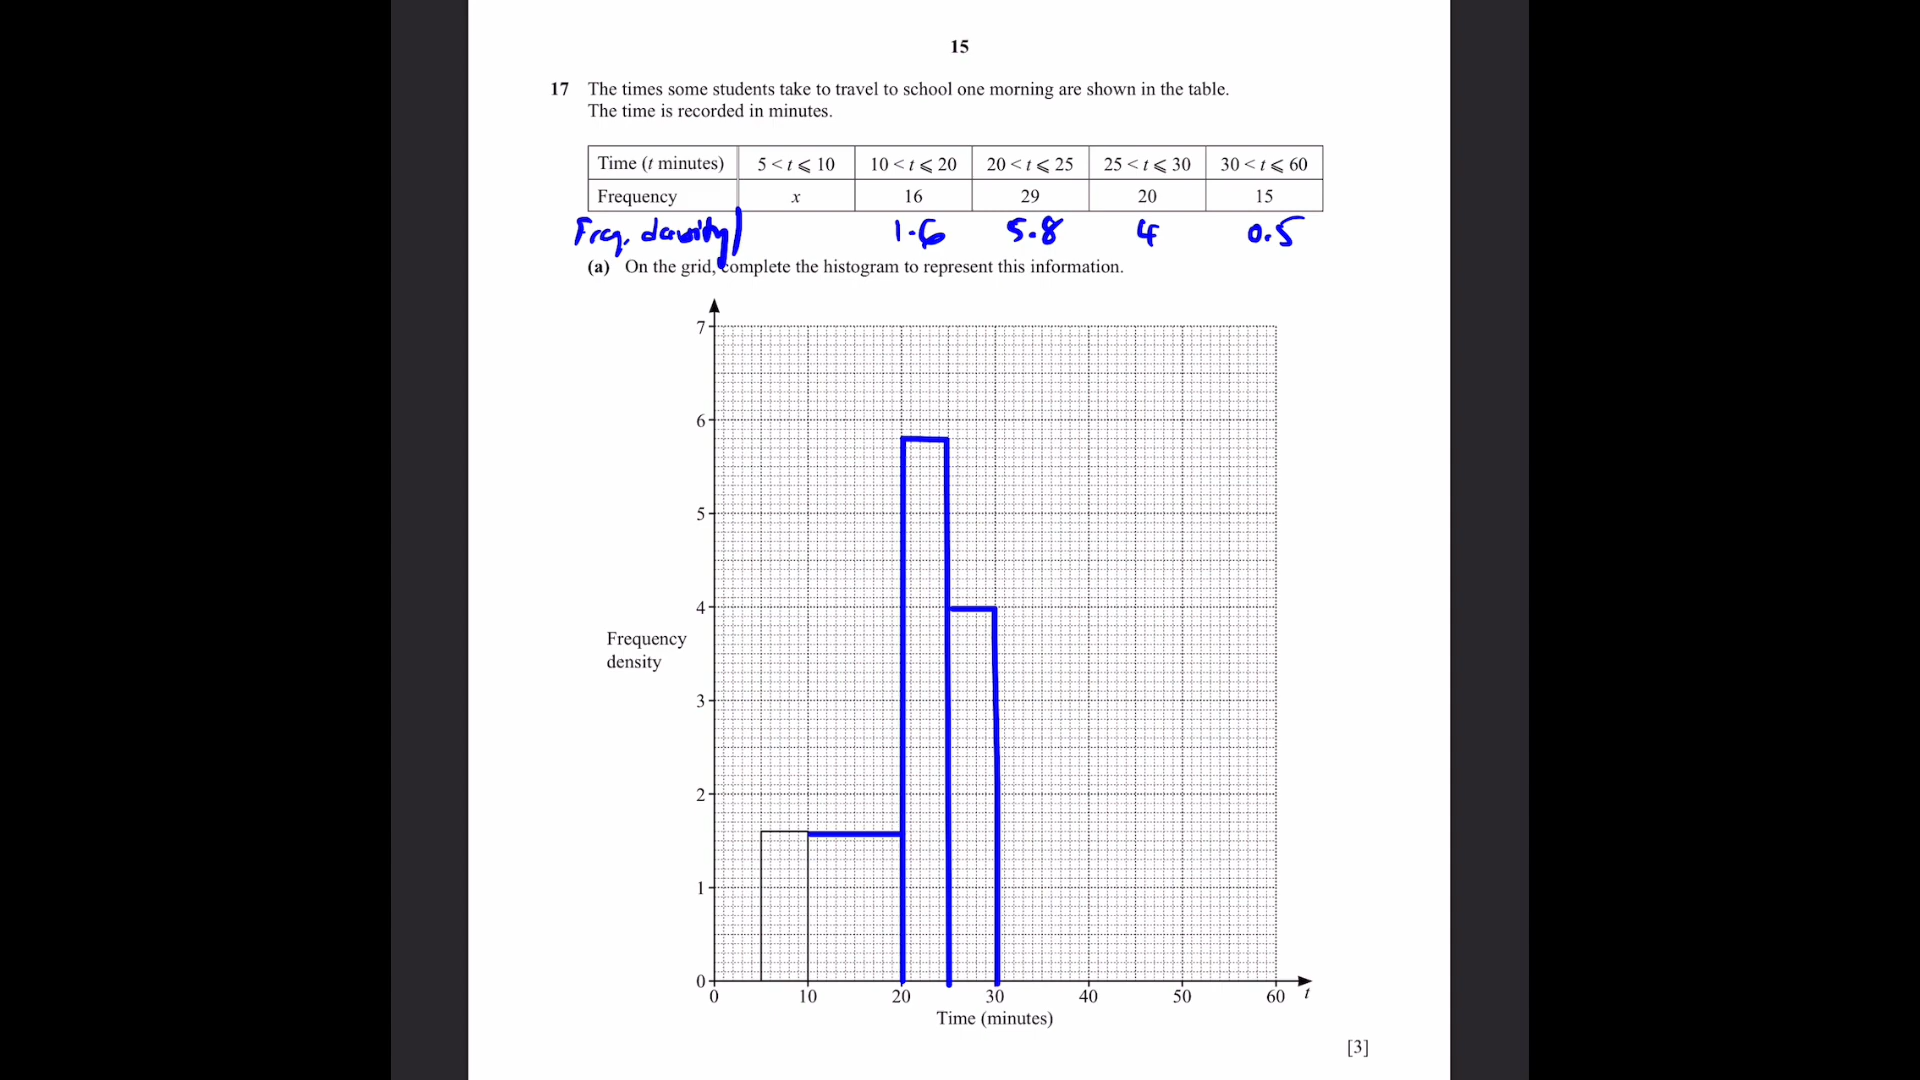 15
17 The times some students take to travel to school one morning are shown in the table.
The time is recorded in minutes.
Time (t minutes) 5 < t ⩽ 10 10 < t ⩽ 20 20 < t ⩽ 25 25 < t ⩽ 30 30 < t ⩽ 60
Frequency x 16 29 20 15
Freq. density 1.6 5.8 4 0.5
(a) On the grid, complete the histogram to represent this information.
7
6
5
4
Frequency
density
3
2
1
0
0 10 20 30 40 50 60 t
Time (minutes)
[3]